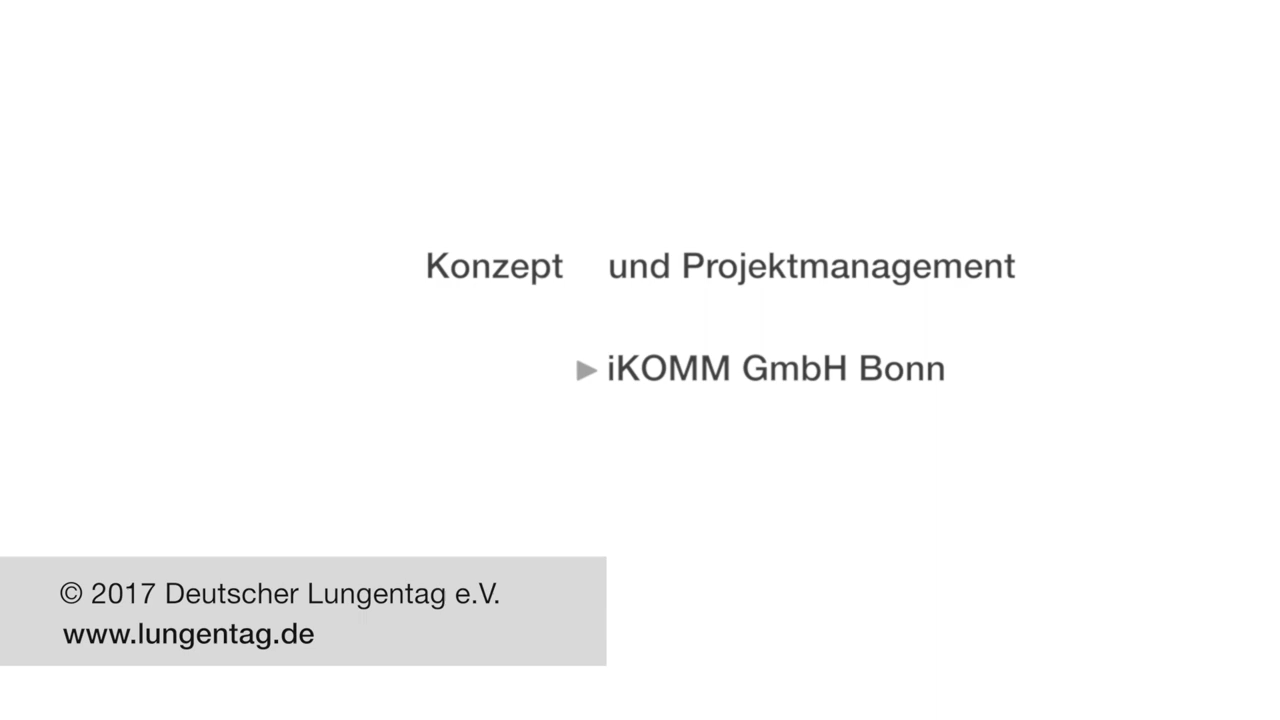 Konzept und Projektmanagement
▶ iKOMM GmbH Bonn
© 2017 Deutscher Lungentag e.V.
www.lungentag.de